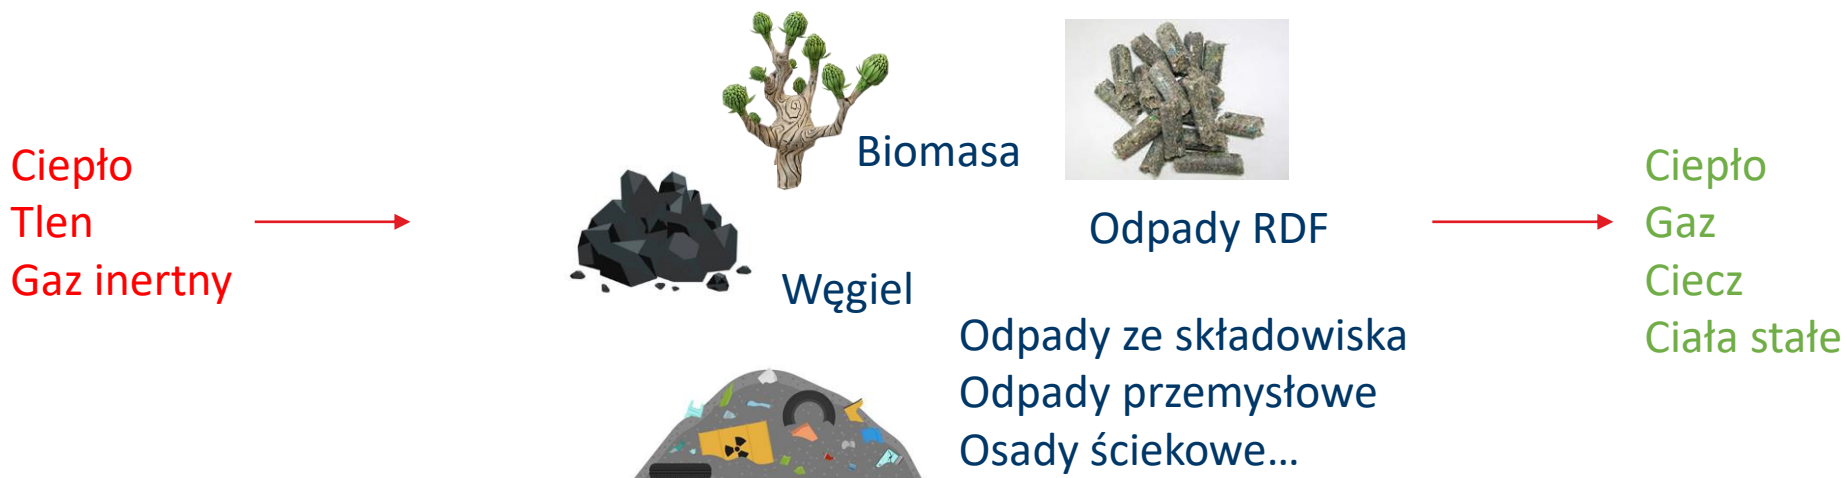 Ciepło
Tlen
Gaz inertny
Biomasa
Węgiel
Odpady RDF
Odpady ze składowiska
Odpady przemysłowe
Osady ściekowe...
Ciepło
Gaz
Ciecz
Ciała stałe